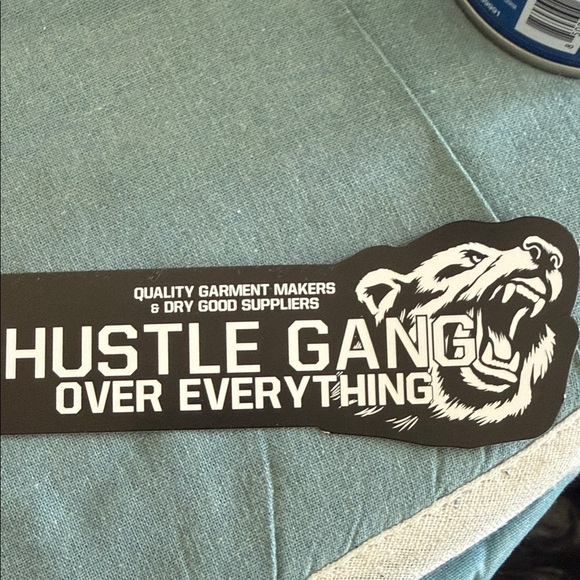 QUALITY GARMENT MAKERS
& DRY GOOD SUPPLIERS
HUSTLE GANG
OVER EVERYTHING